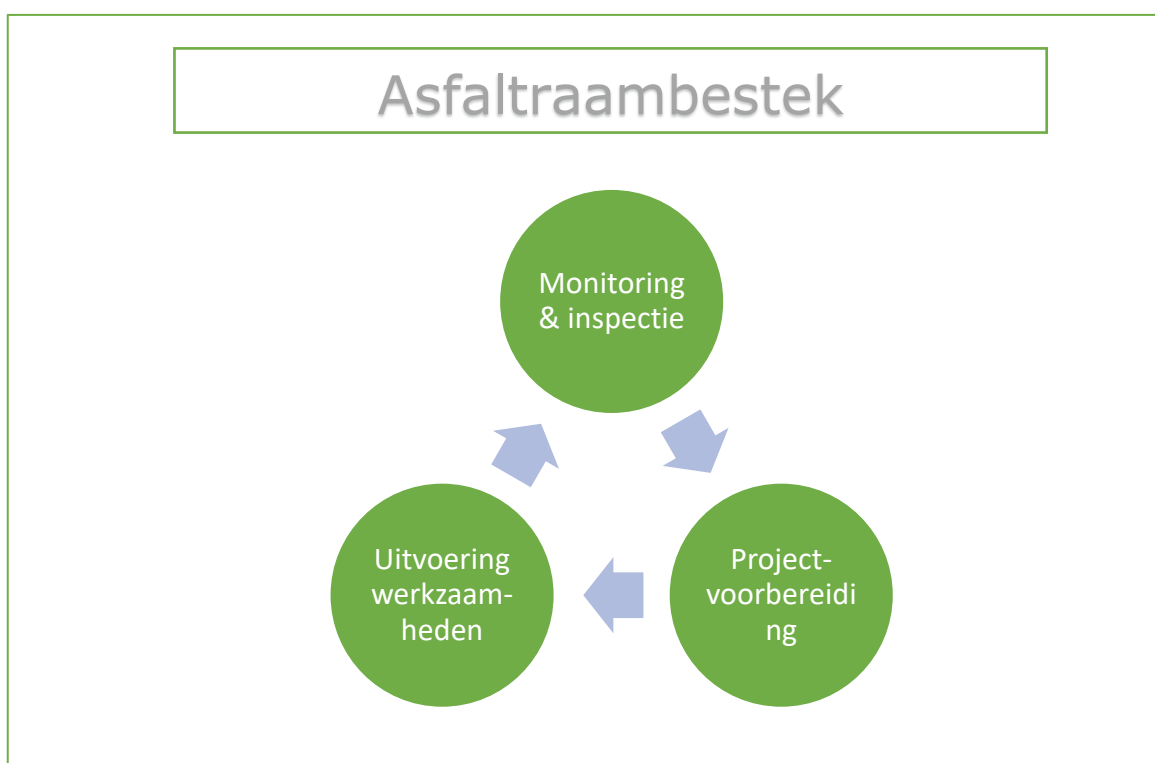 Asfaltraambestek
Monitoring
& inspectie
Project-
voorbereidi
ng
Uitvoering
werkzaam-
heden